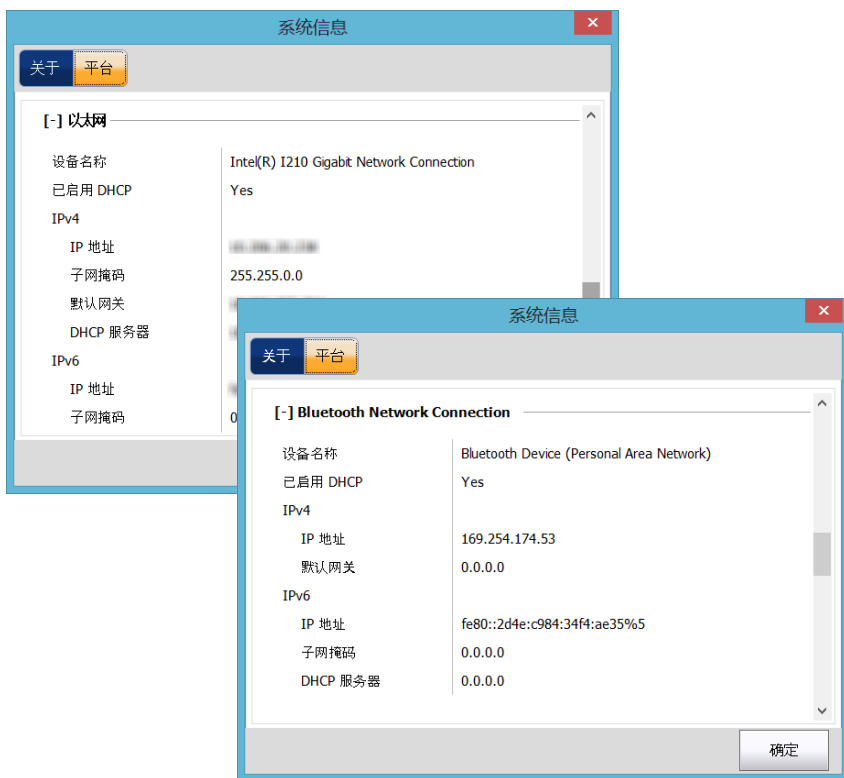 系统信息
关于 平台
[-] 以太网
设备名称 Intel(R) I210 Gigabit Network Connection
已启用 DHCP Yes
IPv4
IP 地址
子网掩码 255.255.0.0
默认网关
DHCP 服务器
IPv6
IP 地址
子网掩码 0
系统信息
关于 平台
[-] Bluetooth Network Connection
设备名称 Bluetooth Device (Personal Area Network)
已启用 DHCP Yes
IPv4
IP 地址 169.254.174.53
默认网关 0.0.0.0
IPv6
IP 地址 fe80::2d4e:c984:34f4:ae35%5
子网掩码 0.0.0.0
DHCP 服务器 0.0.0.0
确定